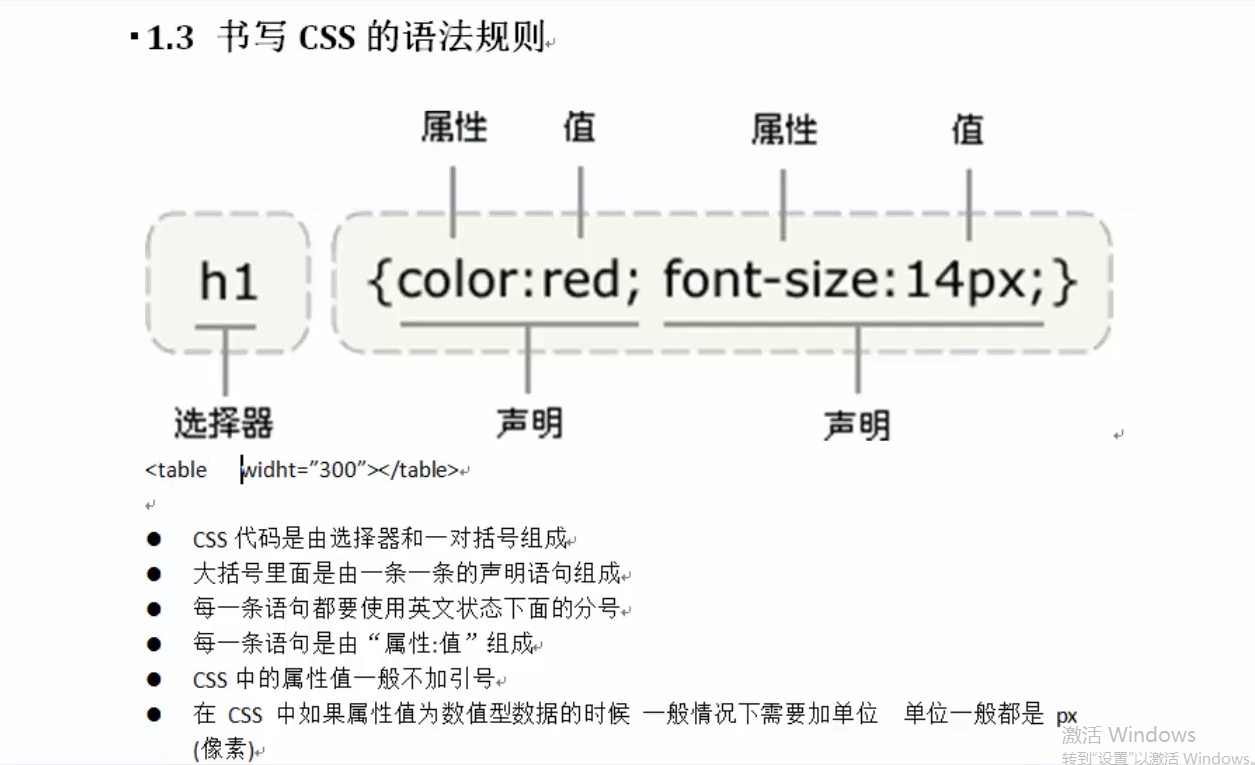 1.3 书写 CSS 的语法规则
属性 值 属性 值
h1 {color:red; font-size:14px;}
选择器 声明 声明
<table widht=”300”></table>
● CSS 代码是由选择器和一对括号组成
● 大括号里面是由一条一条的声明语句组成
● 每一条语句都要使用英文状态下面的分号
● 每一条语句是由“属性:值”组成
● CSS 中的属性值一般不加引号
● 在 CSS 中如果属性值为数值型数据的时候 一般情况下需要加单位 单位一般都是 px
(像素)
激活 Windows
转到“设置”以激活 Windows。